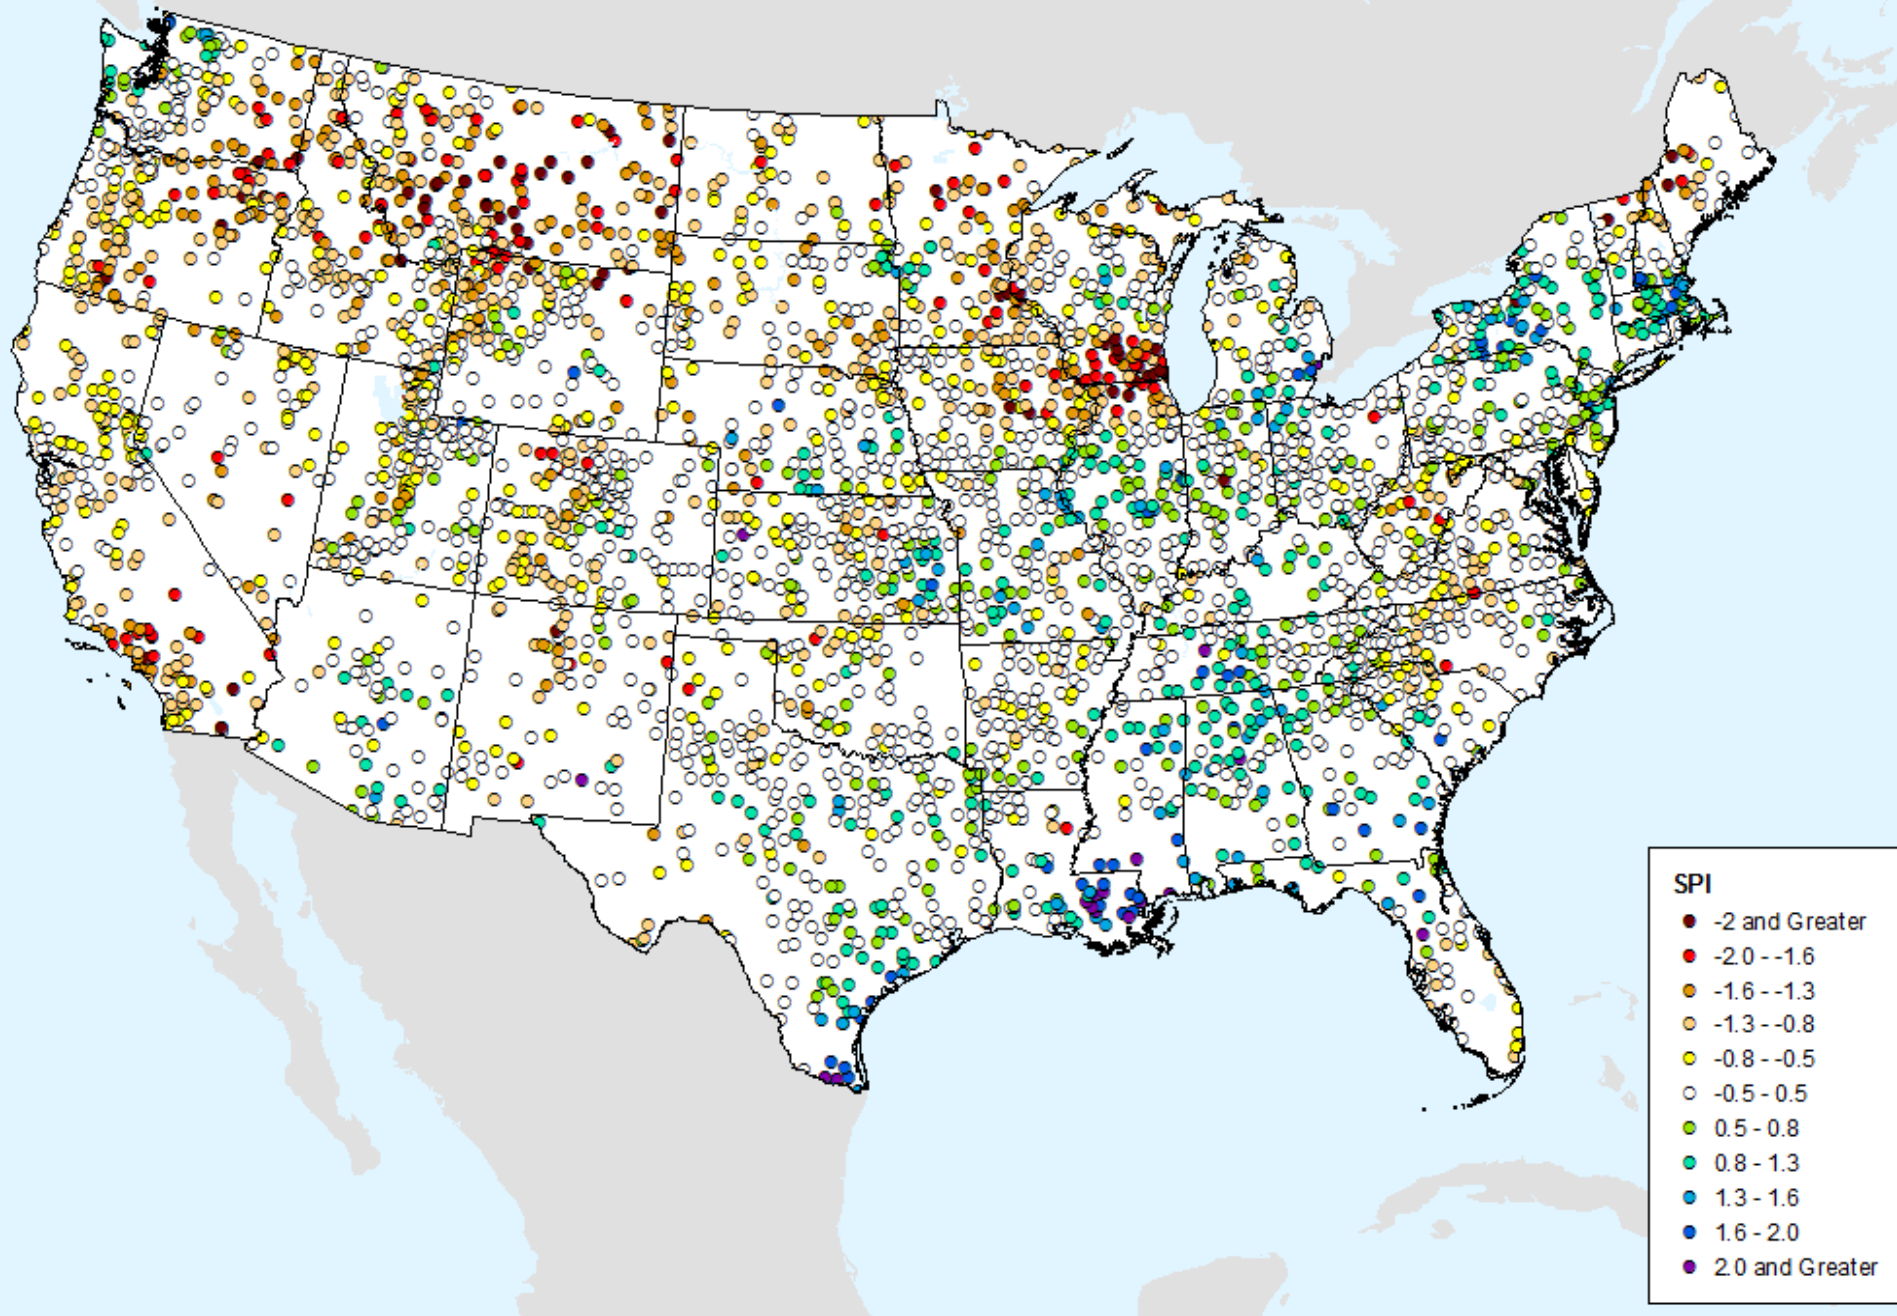 SPI
-2 and Greater
-2.0 - -1.6
-1.6 - -1.3
-1.3 - -0.8
-0.8 - -0.5
-0.5 - 0.5
0.5 - 0.8
0.8 - 1.3
1.3 - 1.6
1.6 - 2.0
2.0 and Greater